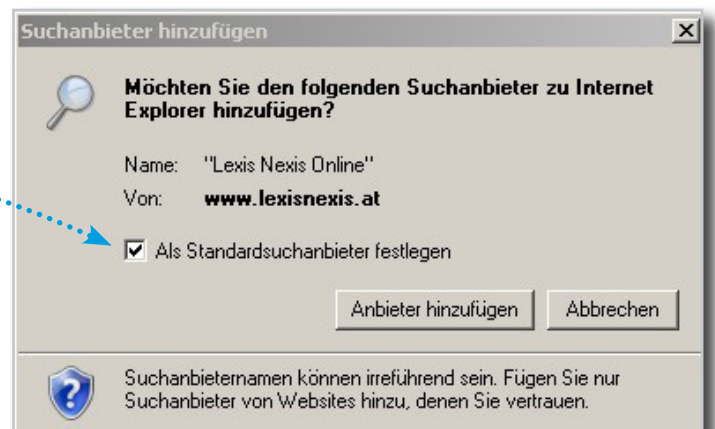 Suchanbieter hinzufügen
Möchten Sie den folgenden Suchanbieter zu Internet
Explorer hinzufügen?
Name: "Lexis Nexis Online"
Von: www.lexisnexis.at
Als Standardsuchanbieter festlegen
Anbieter hinzufügen Abbrechen
Suchanbieternamen können irreführend sein. Fügen Sie nur
Suchanbieter von Websites hinzu, denen Sie vertrauen.